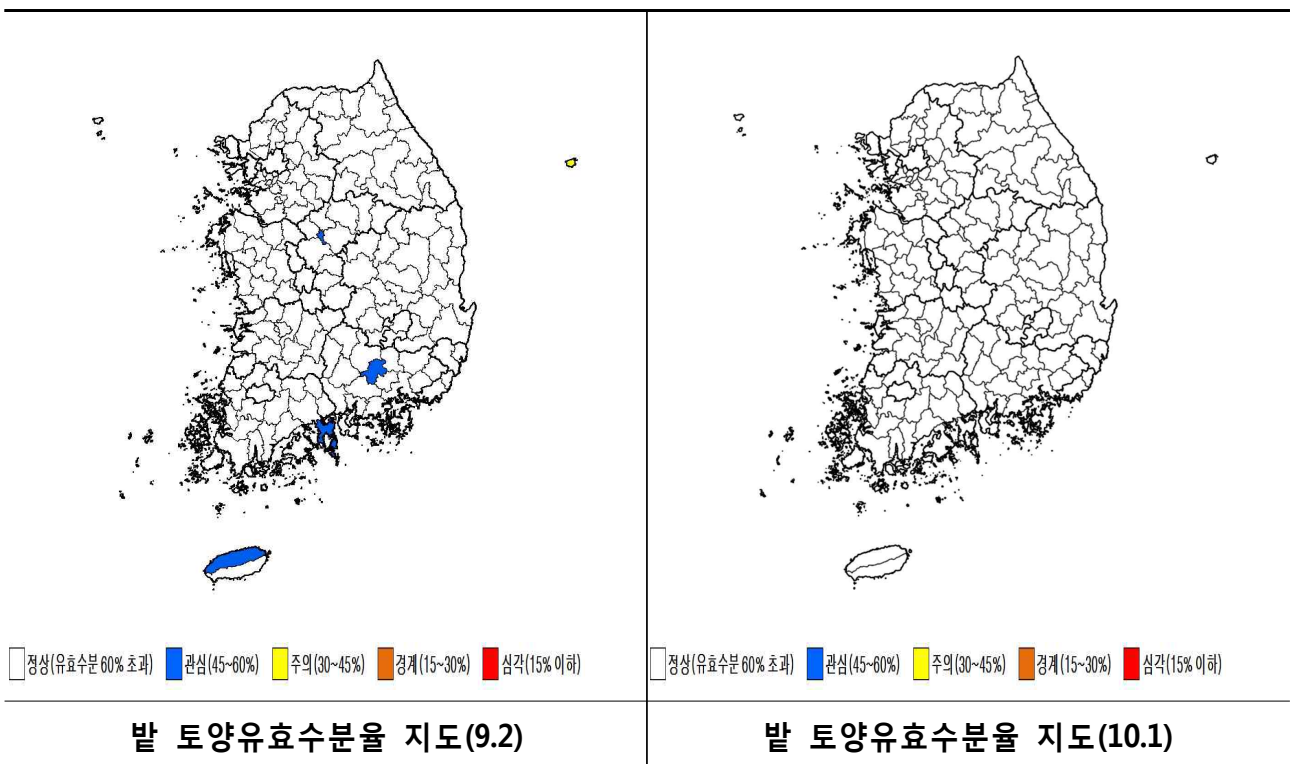 정상(유효수분 60% 초과) 관심(45~60%) 주의(30~45%) 경계(15~30%) 심각(15% 이하)
정상(유효수분 60% 초과) 관심(45~60%) 주의(30~45%) 경계(15~30%) 심각(15% 이하)
밭 토양유효수분율 지도(9.2)
밭 토양유효수분율 지도(10.1)